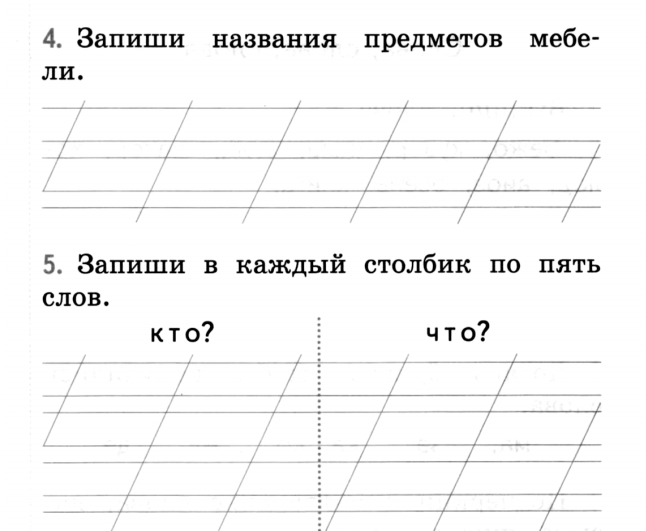 4. Запиши названия предметов мебе-
ли.
5. Запиши в каждый столбик по пять
слов.
кто? что?